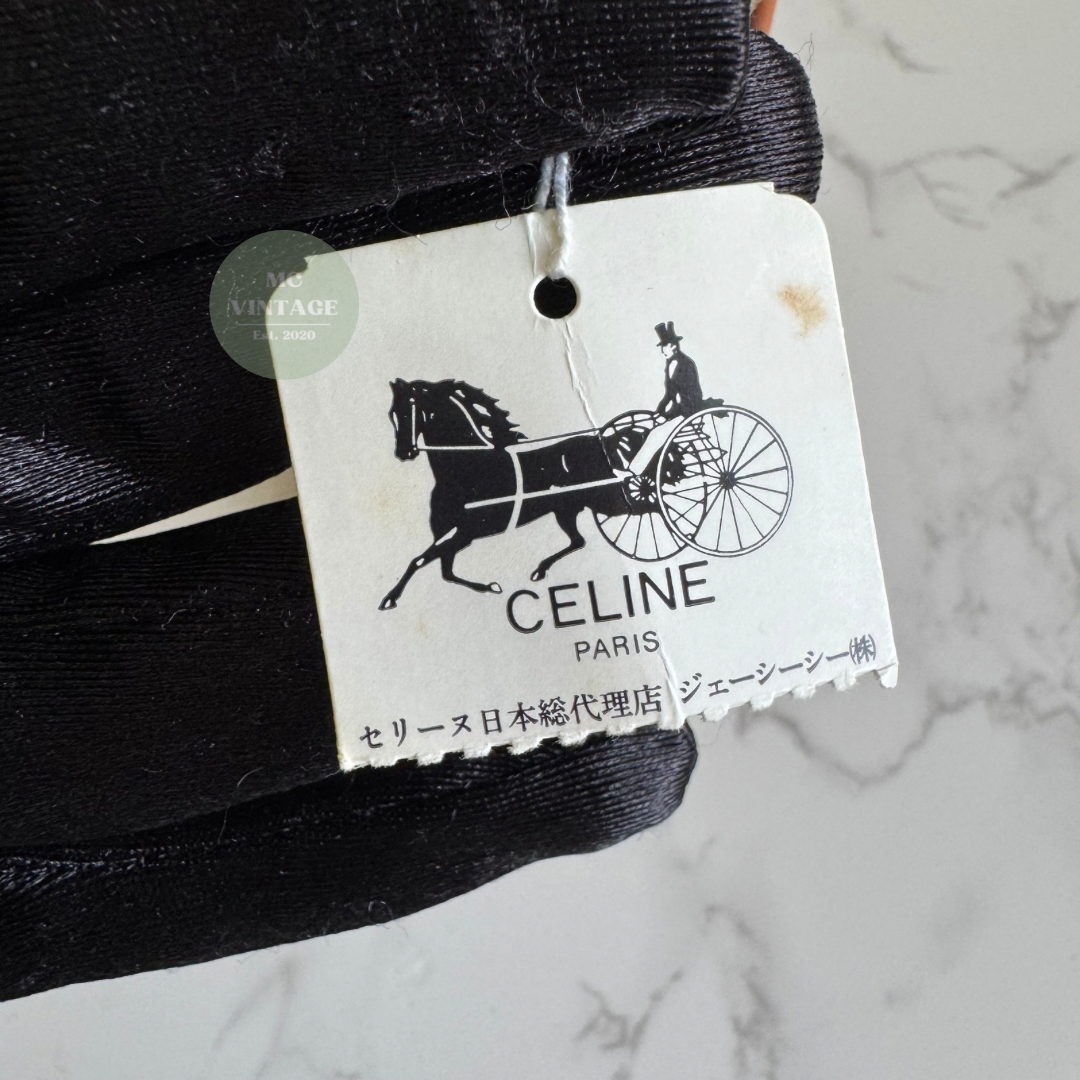 MC
VINTAGE
Est. 2020
CELINE
PARIS
セリーヌ日本総代理店 ジェーシーシー㈱